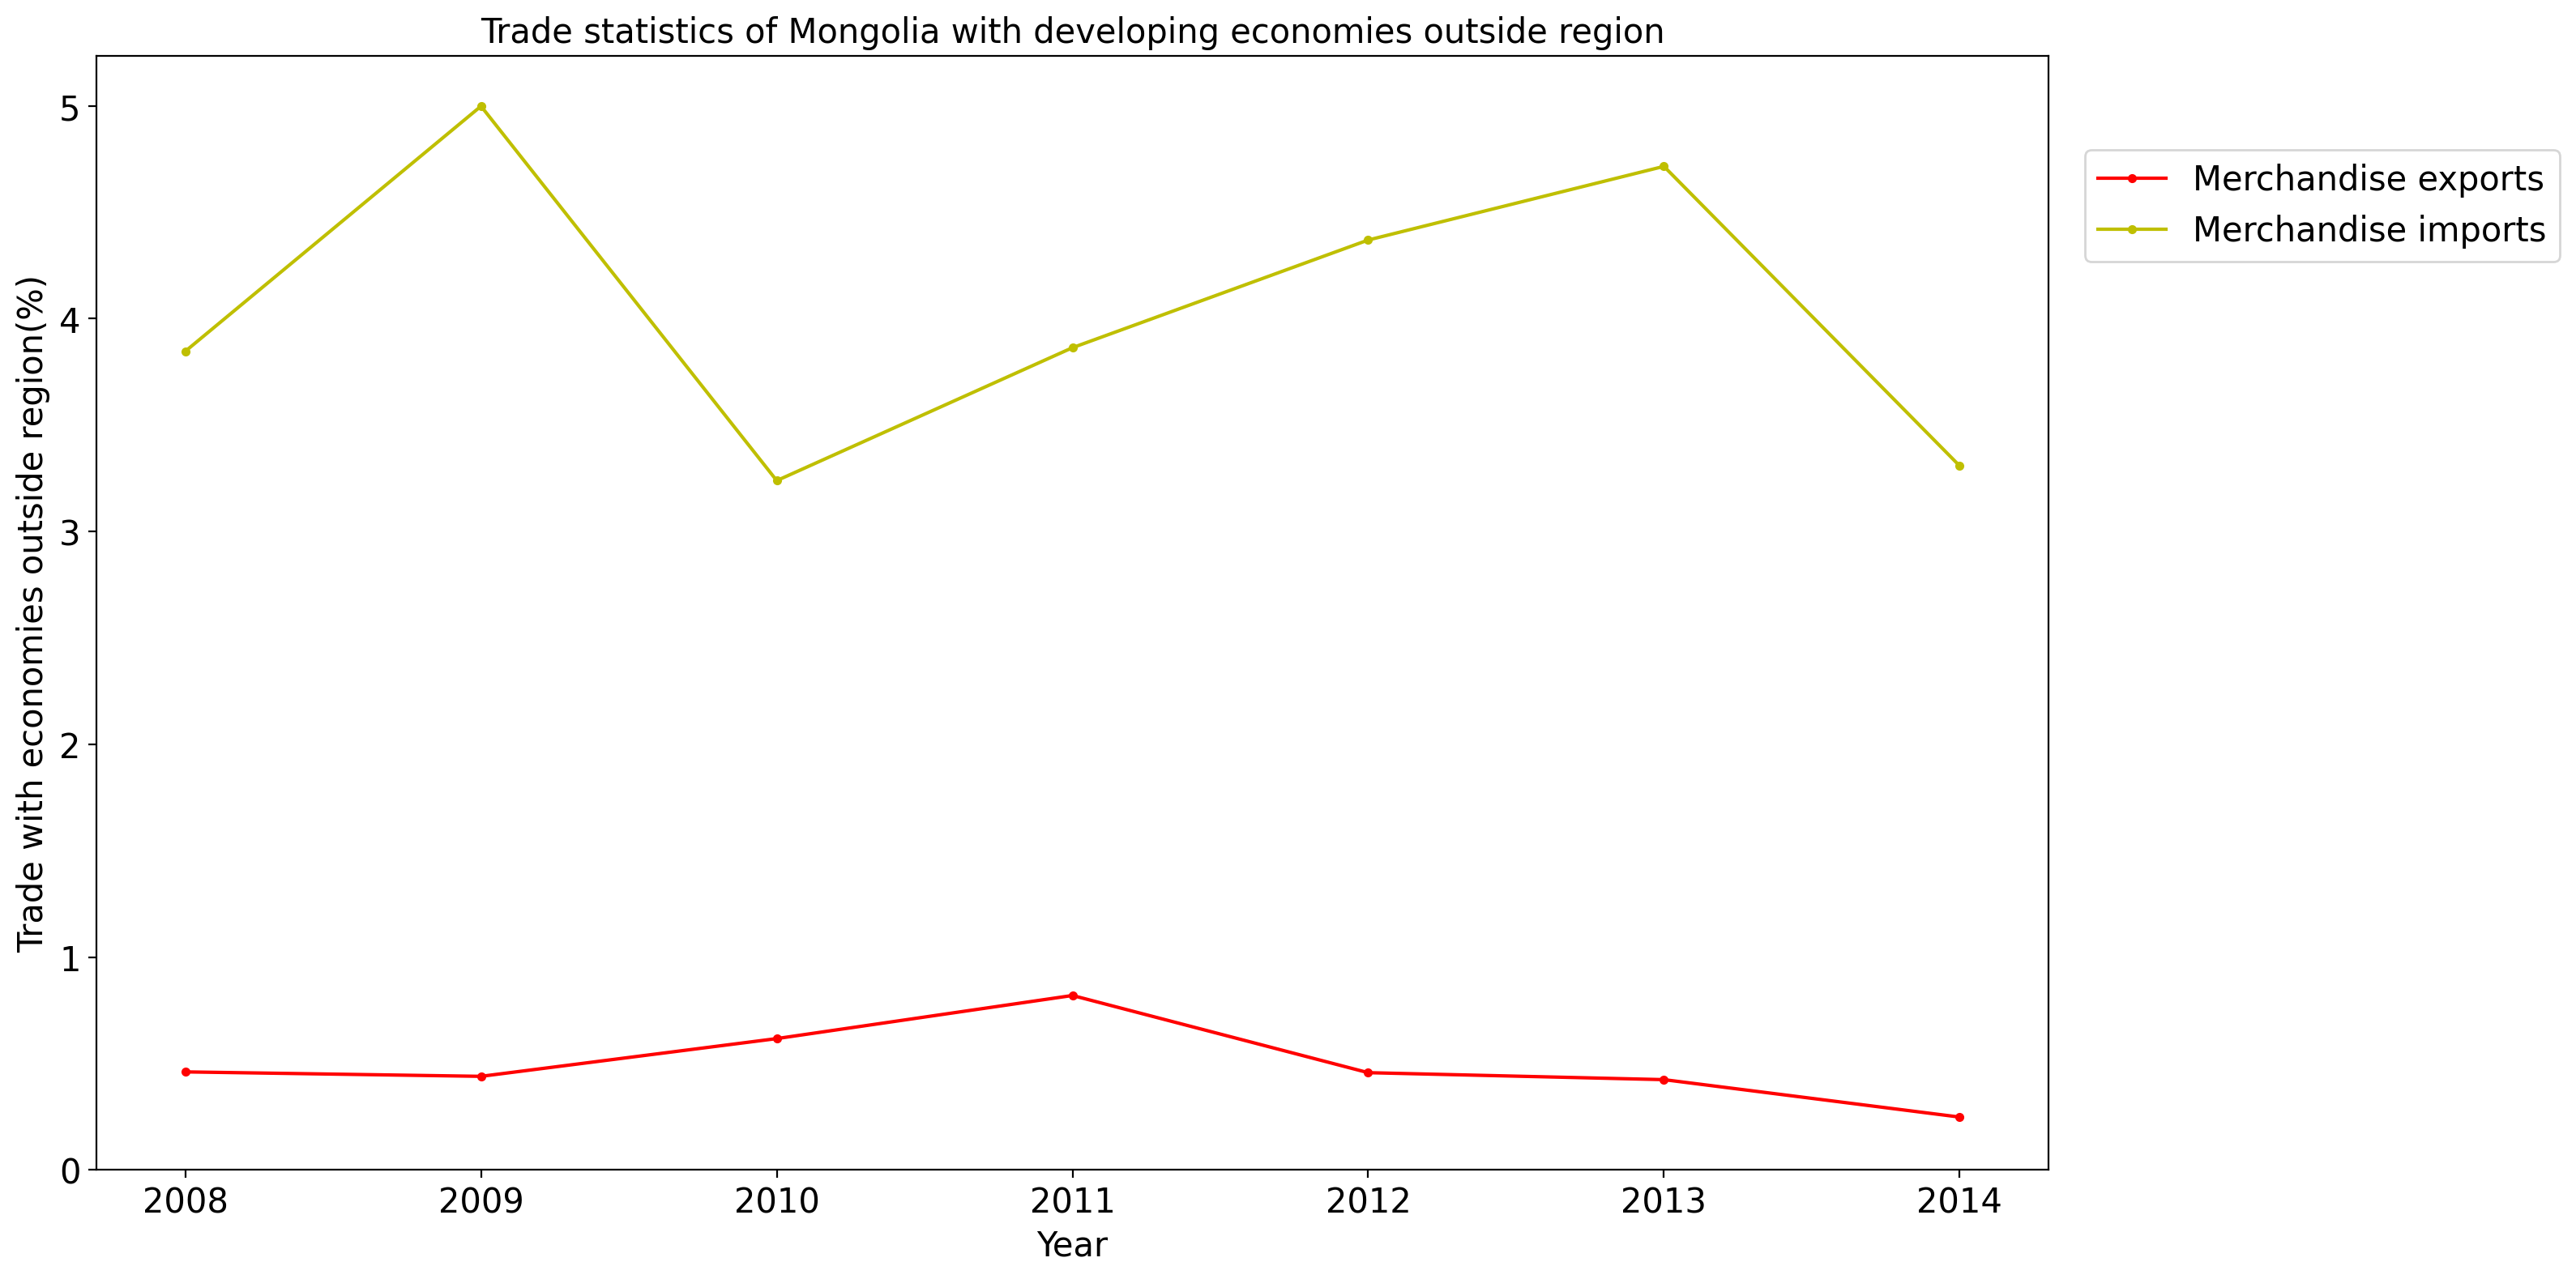 Trade statistics of Mongolia with developing economies outside region
Trade with economies outside region(%)
5
4
3
2
1
0
2008 2009 2010 2011 2012 2013 2014
Year
Merchandise exports
Merchandise imports